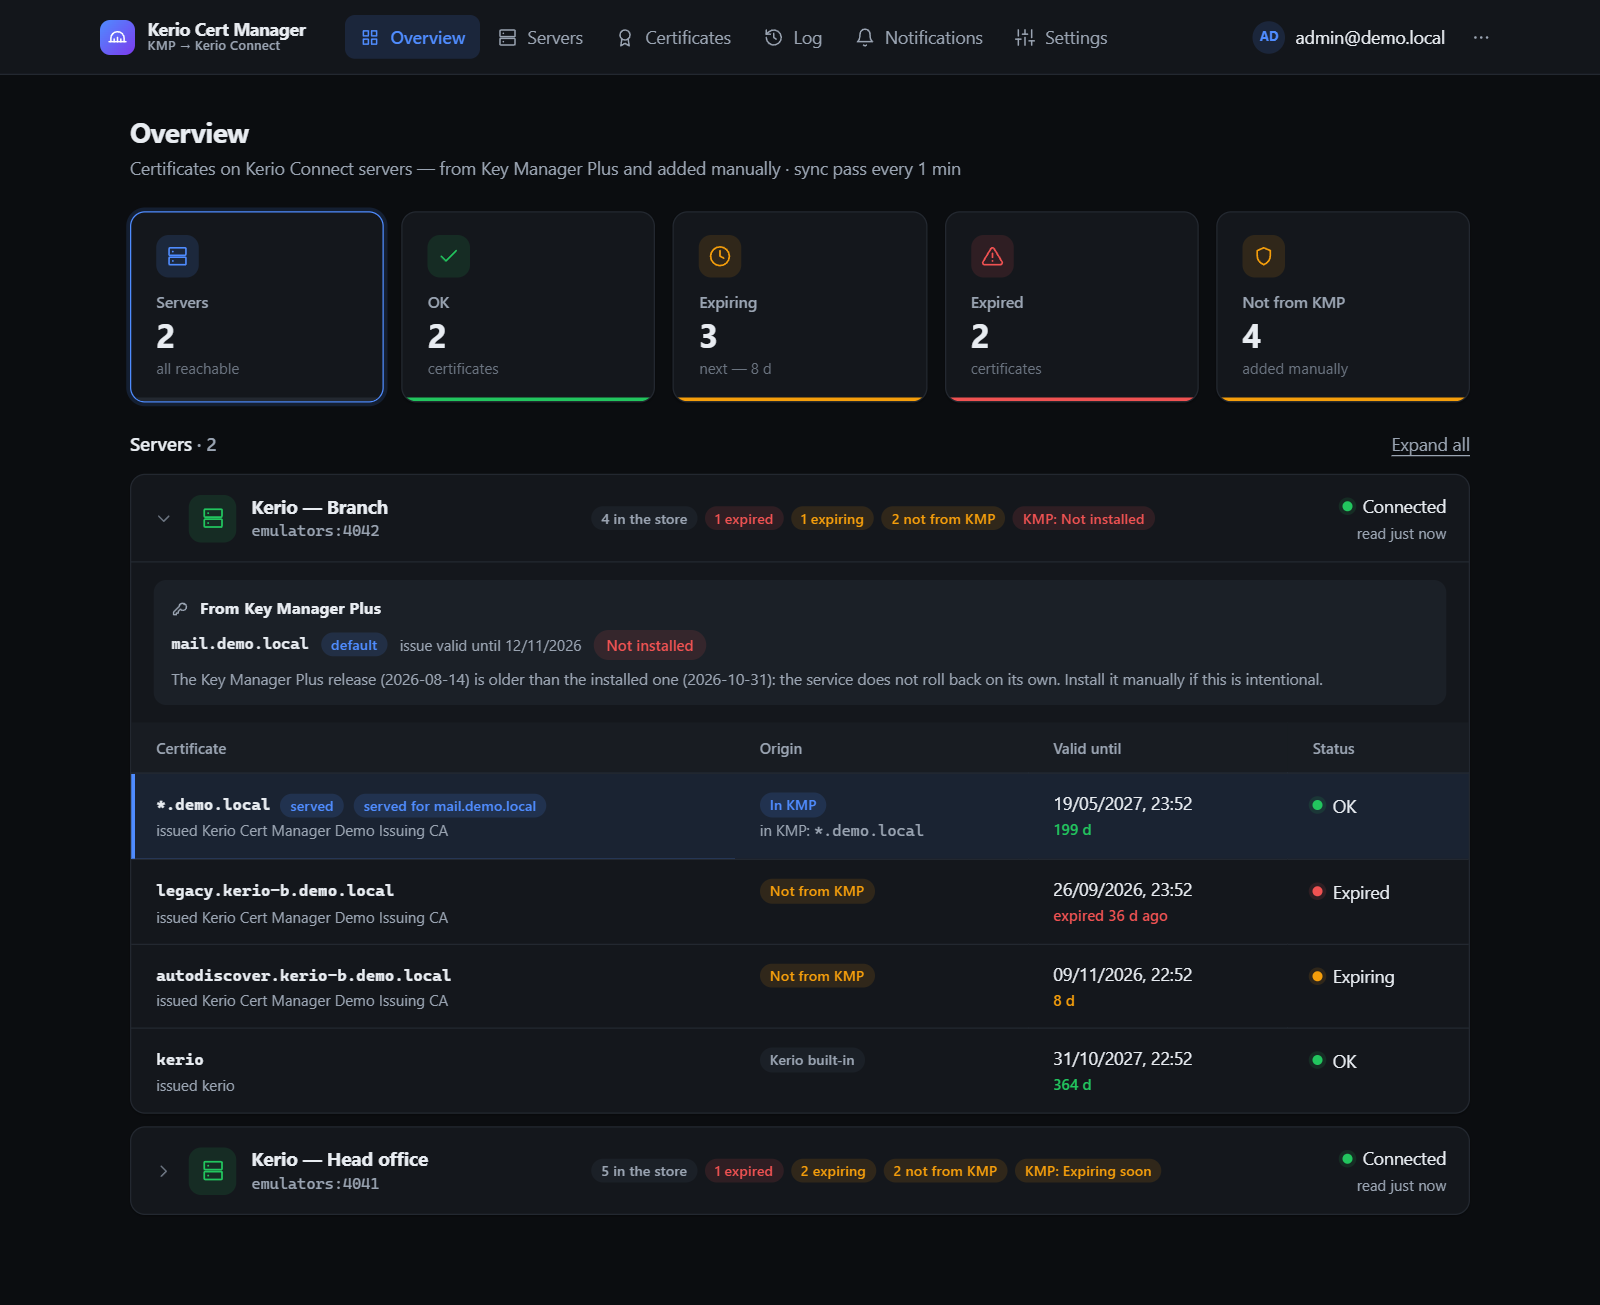 Kerio Cert Manager
KMP → Kerio Connect
Overview
Servers
Certificates
Log
Notifications
Settings
AD
admin@demo.local
Overview
Certificates on Kerio Connect servers — from Key Manager Plus and added manually · sync pass every 1 min
Servers
2
all reachable
OK
2
certificates
Expiring
3
next — 8 d
Expired
2
certificates
Not from KMP
4
added manually
Servers · 2
Expand all
Kerio — Branch
emulators:4042
4 in the store
1 expired
1 expiring
2 not from KMP
KMP: Not installed
Connected
read just now
From Key Manager Plus
mail.demo.local default issue valid until 12/11/2026 Not installed
The Key Manager Plus release (2026-08-14) is older than the installed one (2026-10-31): the service does not roll back on its own. Install it manually if this is intentional.
Certificate Origin Valid until Status
*.demo.local served served for mail.demo.local In KMP 19/05/2027, 23:52 OK
issued Kerio Cert Manager Demo Issuing CA in KMP: *.demo.local 199 d
legacy.kerio-b.demo.local Not from KMP 26/09/2026, 23:52 Expired
issued Kerio Cert Manager Demo Issuing CA expired 36 d ago
autodiscover.kerio-b.demo.local Not from KMP 09/11/2026, 22:52 Expiring
issued Kerio Cert Manager Demo Issuing CA 8 d
kerio Kerio built-in 31/10/2027, 22:52 OK
issued kerio 364 d
Kerio — Head office
emulators:4041
5 in the store
1 expired
2 expiring
2 not from KMP
KMP: Expiring soon
Connected
read just now